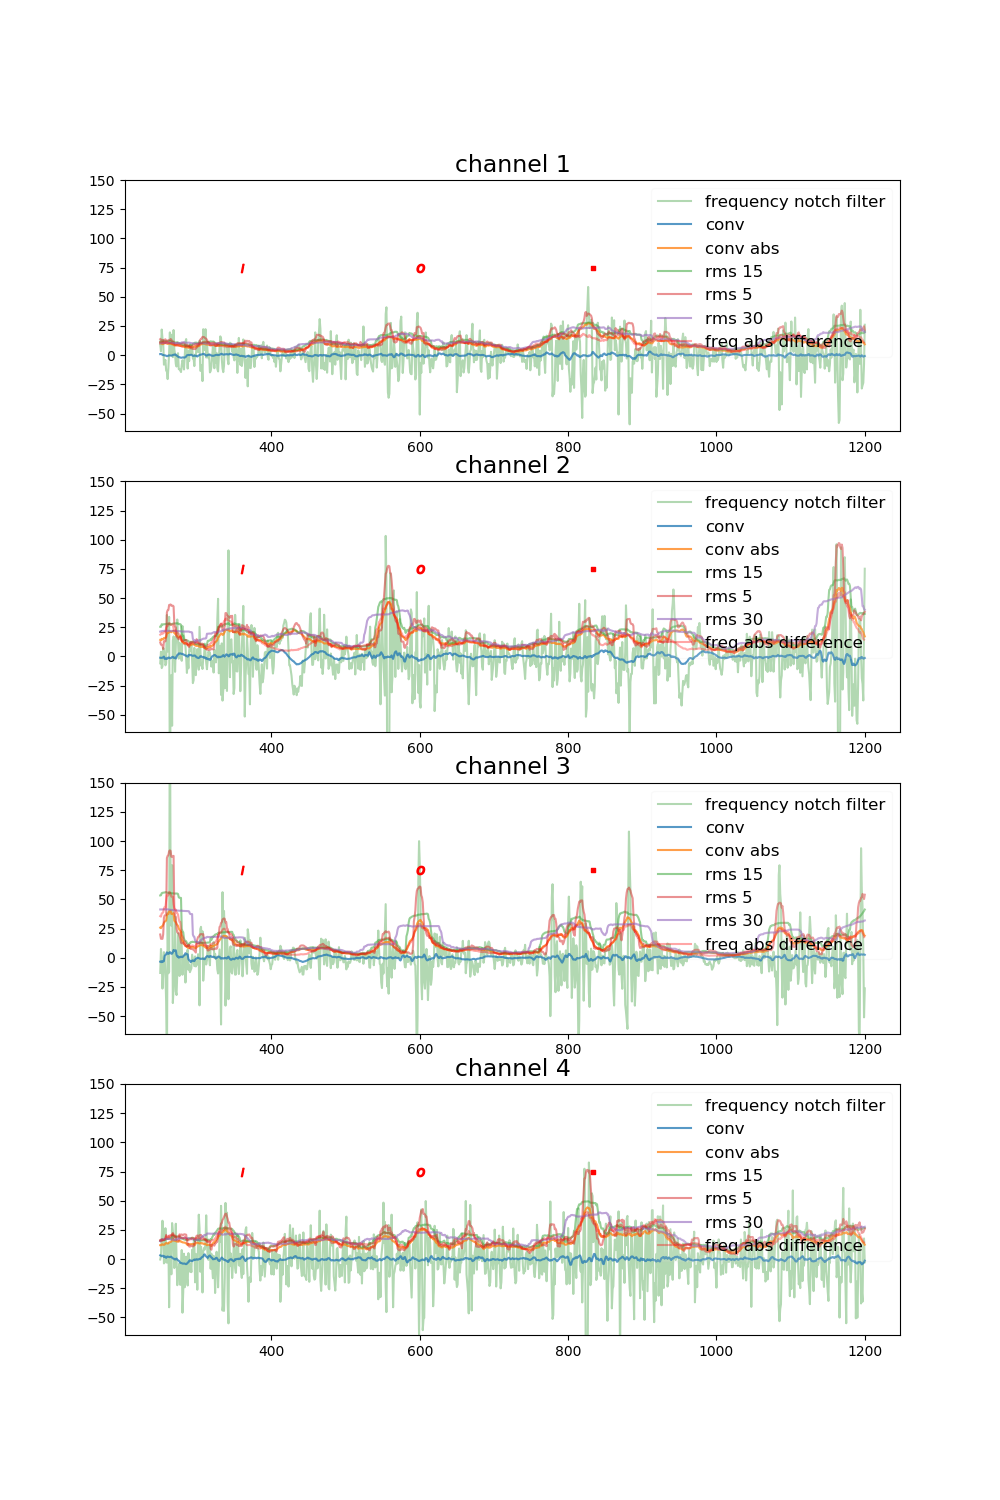 channel 1
150
125
100
75
50
25
0
−25
−50
I O ▪
frequency notch filter
conv
conv abs
rms 15
rms 5
rms 30
freq abs difference
400 600 800 1000 1200
channel 2
150
125
100
75
50
25
0
−25
−50
I O ▪
frequency notch filter
conv
conv abs
rms 15
rms 5
rms 30
freq abs difference
400 600 800 1000 1200
channel 3
150
125
100
75
50
25
0
−25
−50
I O ▪
frequency notch filter
conv
conv abs
rms 15
rms 5
rms 30
freq abs difference
400 600 800 1000 1200
channel 4
150
125
100
75
50
25
0
−25
−50
I O ▪
frequency notch filter
conv
conv abs
rms 15
rms 5
rms 30
freq abs difference
400 600 800 1000 1200